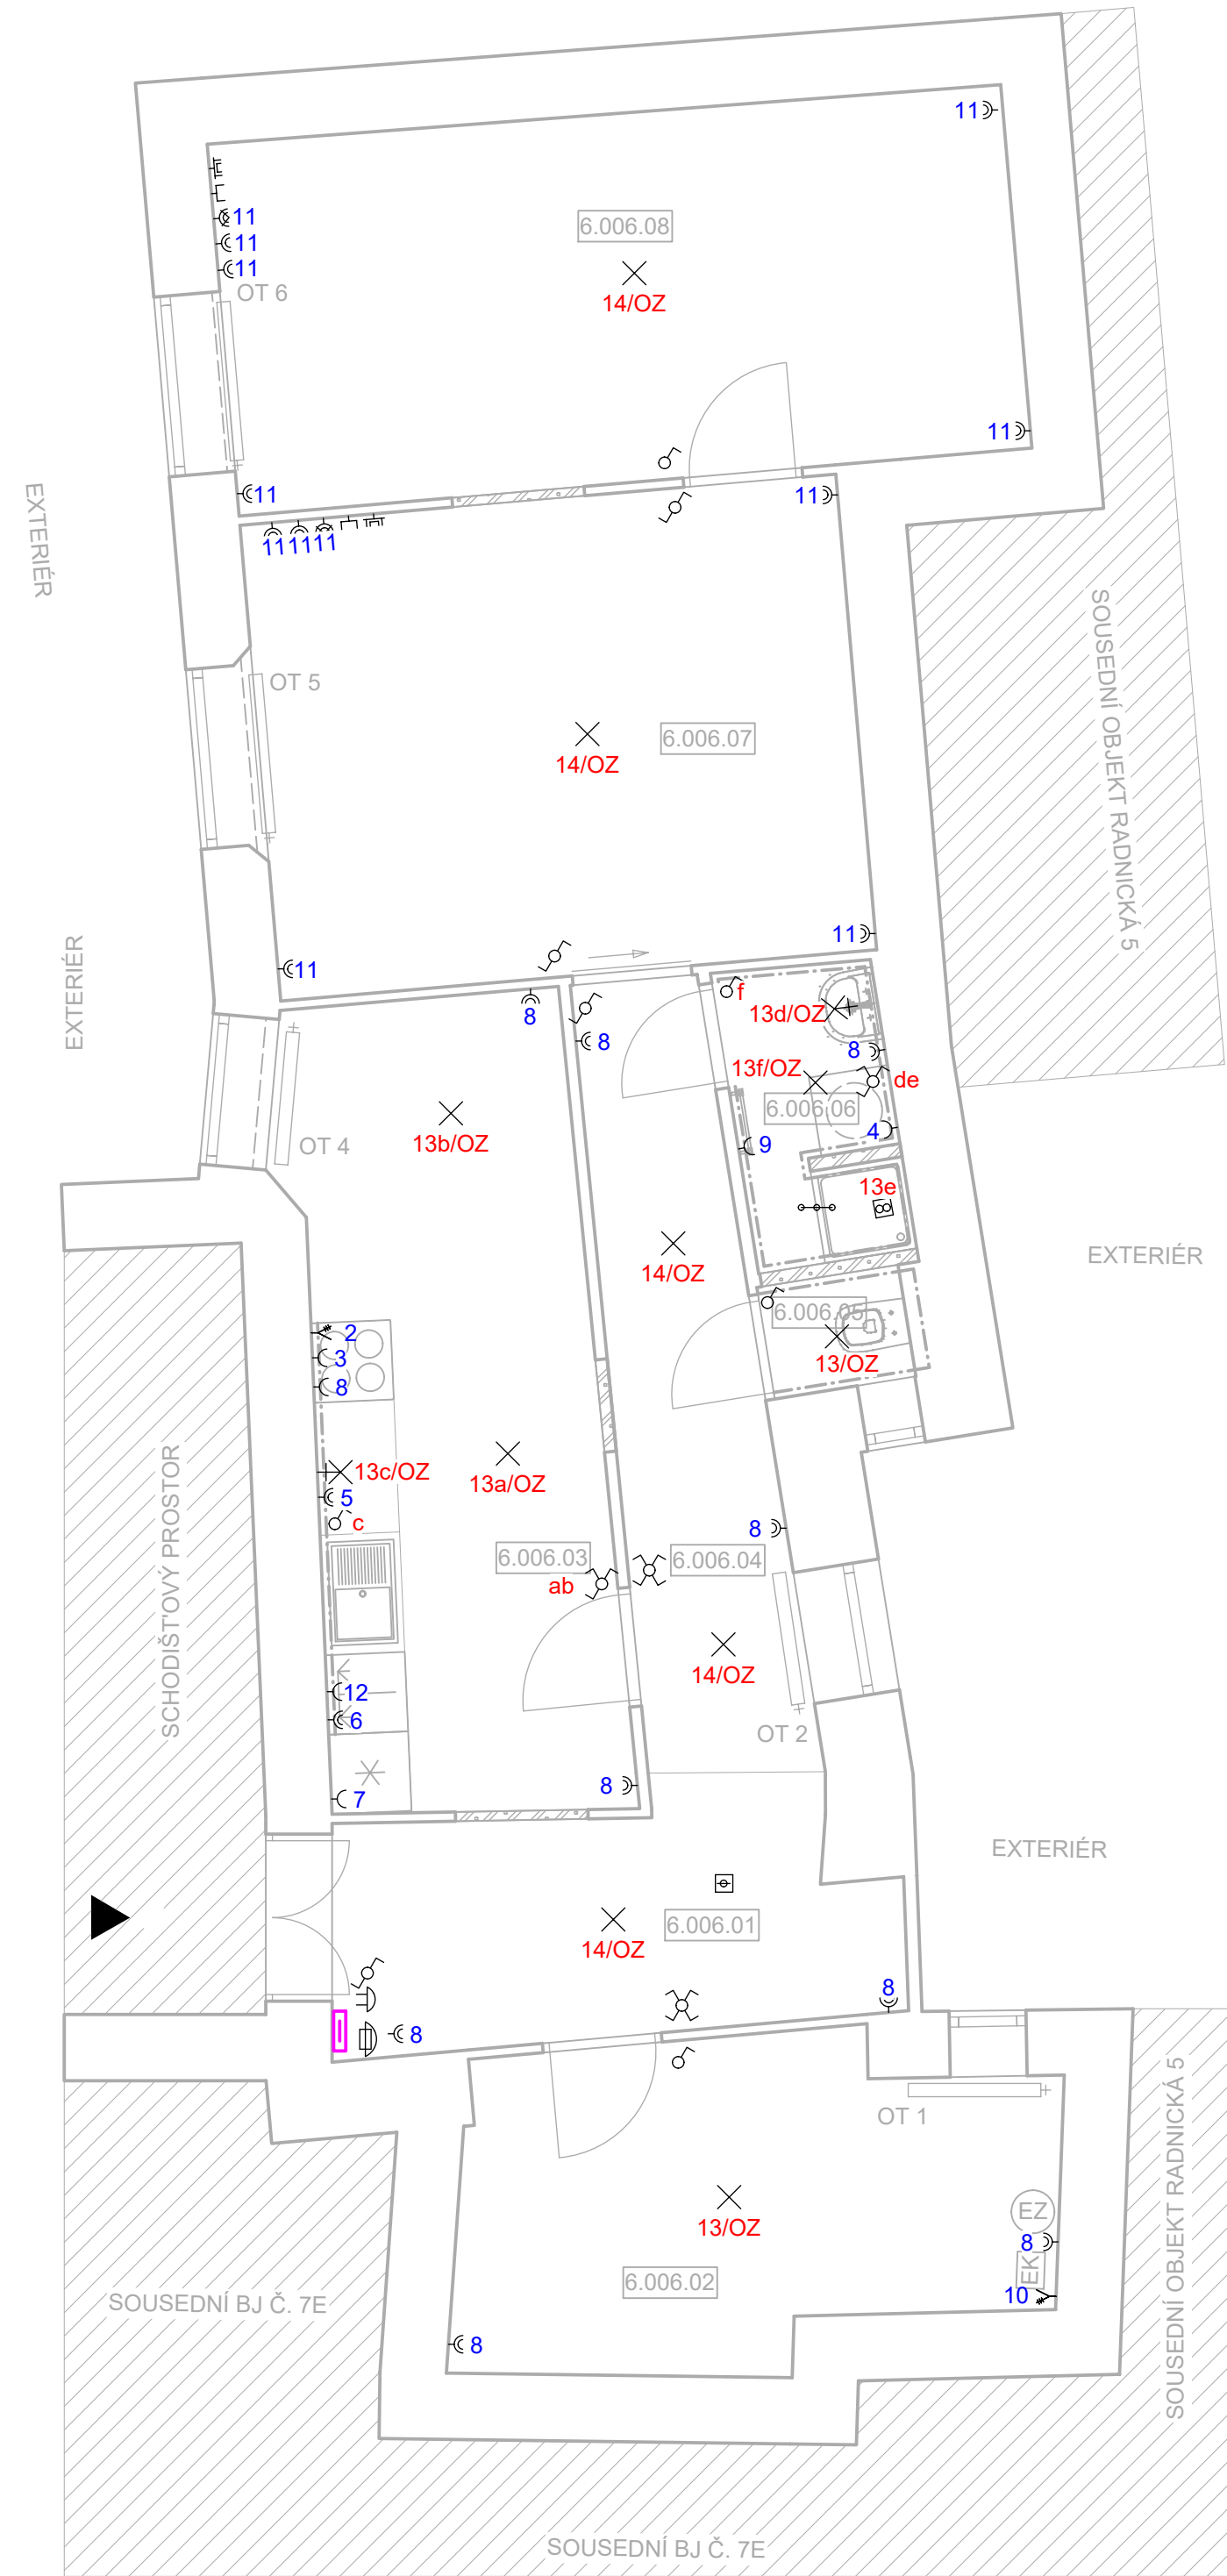 11
6.006.08
11
11
11
14/OZ
OT 6
11
11
11
11 11 11
EXTERIÉR
SOUSEDNÍ OBJEKT RADNICKÁ 5
OT 5
6.006.07
14/OZ
11
11
EXTERIÉR
f
8
13d/OZ
8
8
13f/OZ
de
6.006.06
13b/OZ
4
9
OT 4
13e
EXTERIÉR
14/OZ
6.006.05
2
3
13/OZ
8
13c/OZ
13a/OZ
5
c
8
6.006.03
6.006.04
ab
SCHODIŠŤOVÝ PROSTOR
14/OZ
12
6
OT 2
8
7
EXTERIÉR
6.006.01
14/OZ
8
8
OT 1
SOUSEDNÍ OBJEKT RADNICKÁ 5
13/OZ
EZ
8
EK
10
6.006.02
SOUSEDNÍ BJ Č. 7E
8
SOUSEDNÍ BJ Č. 7E